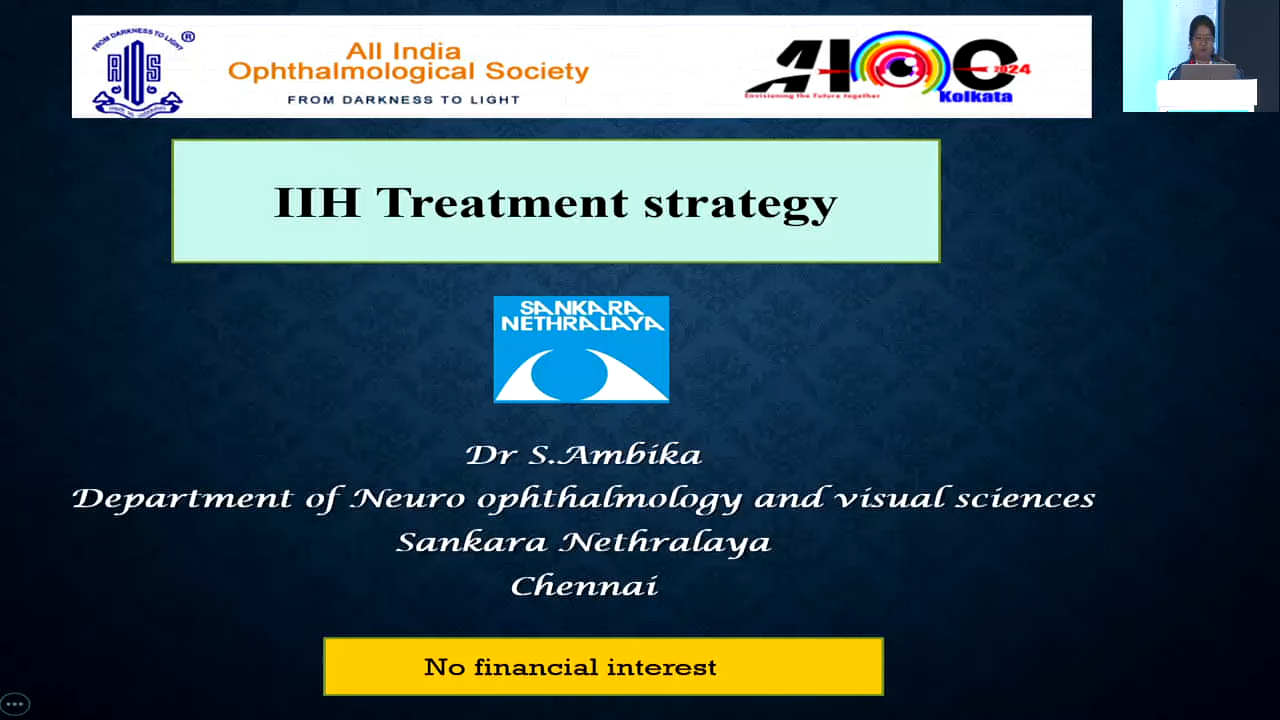 FROM DARKNESS TO LIGHT
AIOS
All India
Ophthalmological Society
FROM DARKNESS TO LIGHT
AIOC 2024
Envisioning the Future together
Kolkata
IIH Treatment strategy
SANKARA
NETHRALAYA
Dr S.Ambika
Department of Neuro ophthalmology and visual sciences
Sankara Nethralaya
Chennai
No financial interest